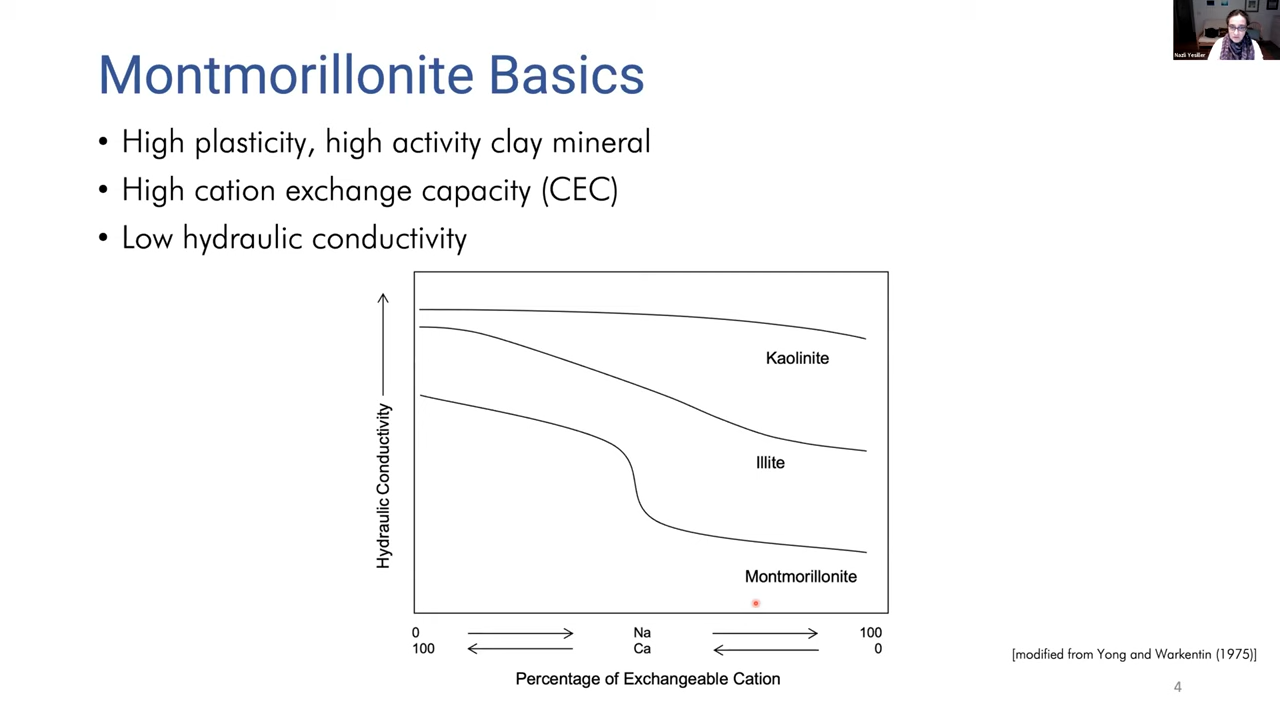 Nazli Yesiller
Montmorillonite Basics
• High plasticity, high activity clay mineral
• High cation exchange capacity (CEC)
• Low hydraulic conductivity
Hydraulic Conductivity
Kaolinite
Illite
Montmorillonite
0 Na 100
100 Ca 0
Percentage of Exchangeable Cation
[modified from Yong and Warkentin (1975)]
4